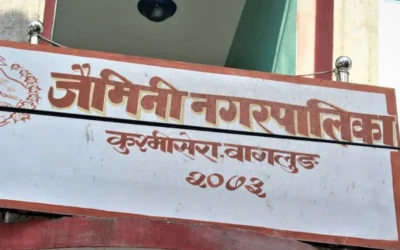 जैमिनी नगरपालिका
कुश्मीसेरा, बागलुङ
२०७३